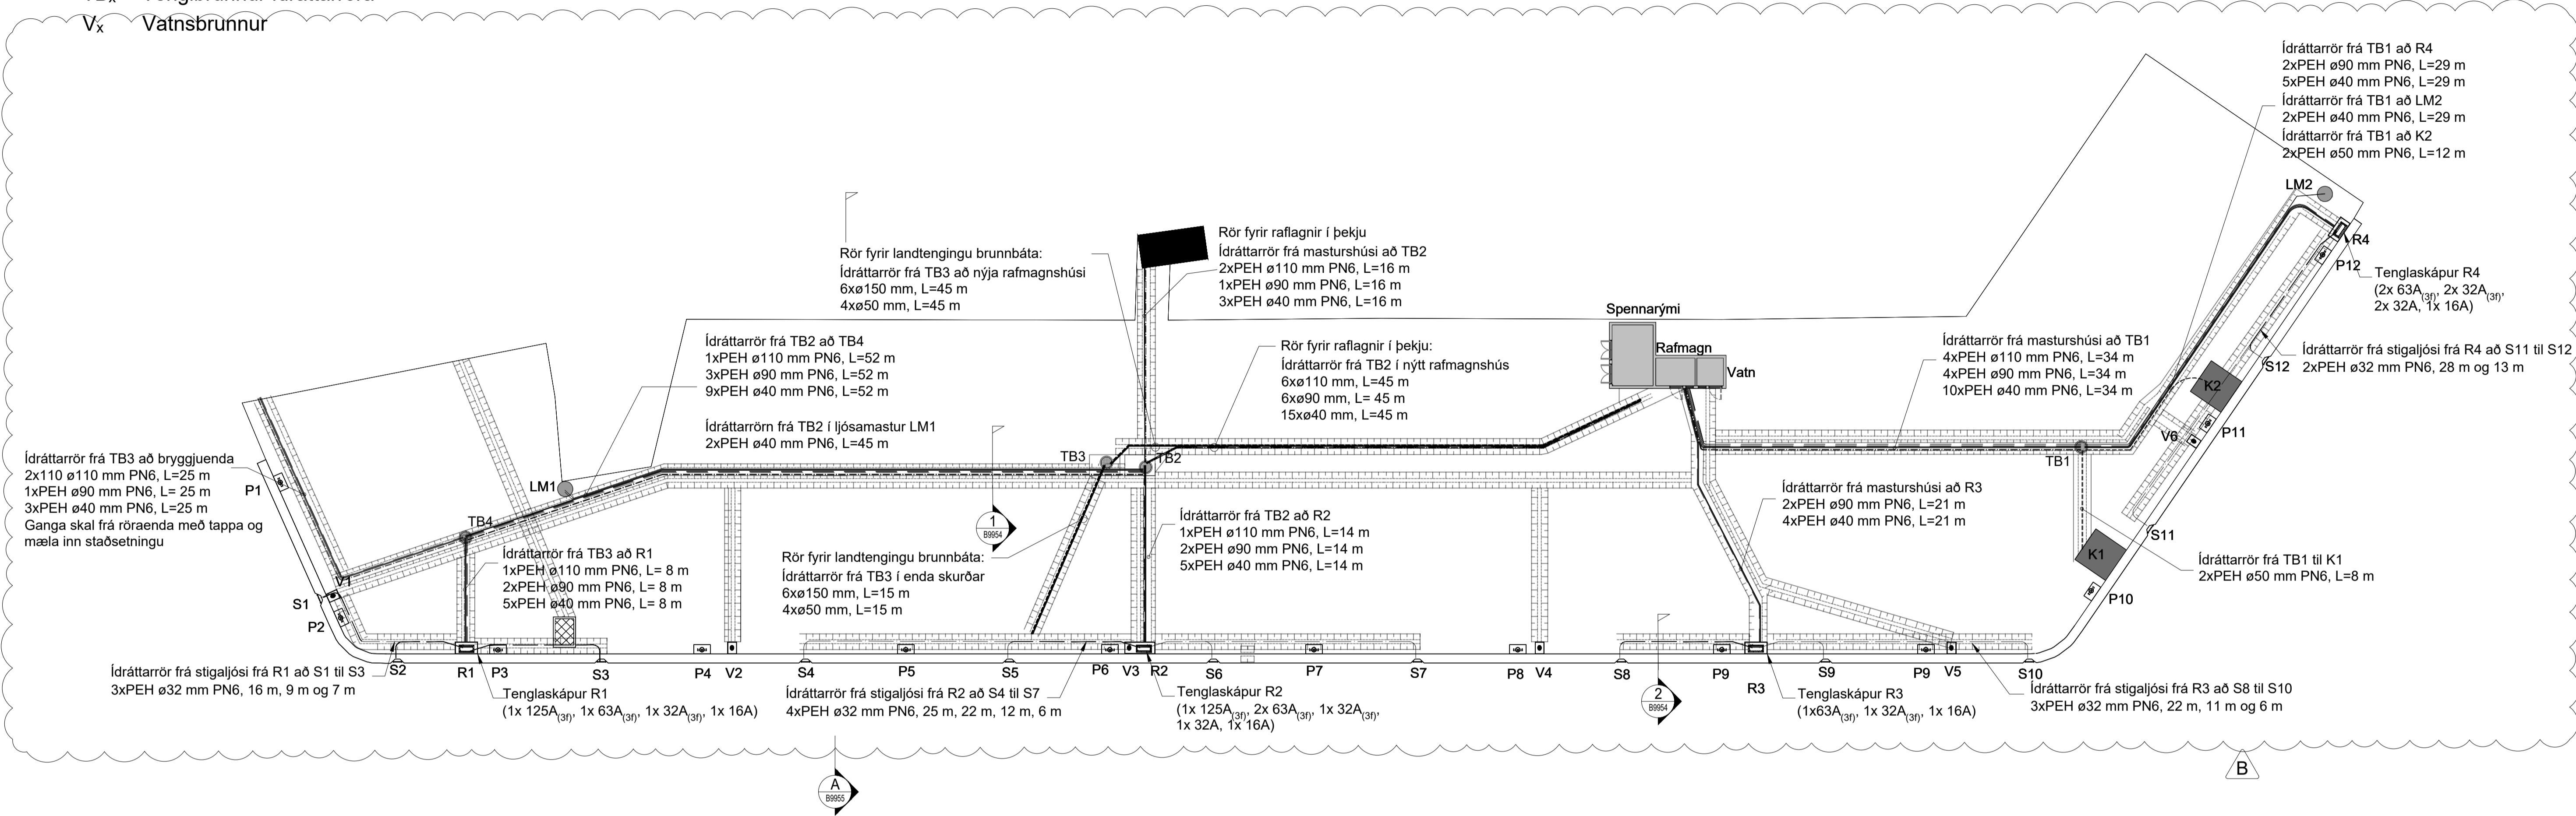 Vx Vatnsbrunnur
Ídráttarrör frá TB1 að R4
2xPEH ø90 mm PN6, L=29 m
5xPEH ø40 mm PN6, L=29 m
Ídráttarrör frá TB1 að LM2
2xPEH ø40 mm PN6, L=29 m
Ídráttarrör frá TB1 að K2
2xPEH ø50 mm PN6, L=12 m
LM2
R4
P12
Tenglaskápur R4
(2x 63A(3f), 2x 32A(3f),
2x 32A, 1x 16A)
Rör fyrir landtengingu brunnbáta:
Ídráttarrör frá TB3 að nýja rafmagnshúsi
6xø150 mm, L=45 m
4xø50 mm, L=45 m
Rör fyrir raflagnir í þekju
Ídráttarrör frá masturshúsi að TB2
2xPEH ø110 mm PN6, L=16 m
1xPEH ø90 mm PN6, L=16 m
3xPEH ø40 mm PN6, L=16 m
Spennarými
Rafmagn
Vatn
Ídráttarrör frá TB2 að TB4
1xPEH ø110 mm PN6, L=52 m
3xPEH ø90 mm PN6, L=52 m
9xPEH ø40 mm PN6, L=52 m
Ídráttarrörn frá TB2 í ljósamastur LM1
2xPEH ø40 mm PN6, L=45 m
Rör fyrir raflagnir í þekju:
Ídráttarrör frá TB2 í nýtt rafmagnshús
6xø110 mm, L=45 m
6xø90 mm, L= 45 m
15xø40 mm, L=45 m
Ídráttarrör frá masturshúsi að TB1
4xPEH ø110 mm PN6, L=34 m
4xPEH ø90 mm PN6, L=34 m
10xPEH ø40 mm PN6, L=34 m
Ídráttarrör frá stigaljósi frá R4 að S11 til S12
2xPEH ø32 mm PN6, 28 m og 13 m
S12
K2
P11
V6
TB1
TB3
TB2
Ídráttarrör frá TB3 að bryggjuenda
2x110 ø110 mm PN6, L=25 m
1xPEH ø90 mm PN6, L= 25 m
3xPEH ø40 mm PN6, L=25 m
Ganga skal frá röraenda með tappa og
mæla inn staðsetningu
P1
LM1
TB4
1
B9954
Ídráttarrör frá TB2 að R2
1xPEH ø110 mm PN6, L=14 m
2xPEH ø90 mm PN6, L=14 m
5xPEH ø40 mm PN6, L=14 m
Ídráttarrör frá masturshúsi að R3
2xPEH ø90 mm PN6, L=21 m
4xPEH ø40 mm PN6, L=21 m
S11
K1
Ídráttarrör frá TB1 til K1
2xPEH ø50 mm PN6, L=8 m
P10
V1
S1
P2
Ídráttarrör frá TB3 að R1
1xPEH ø110 mm PN6, L= 8 m
2xPEH ø90 mm PN6, L= 8 m
5xPEH ø40 mm PN6, L= 8 m
Rör fyrir landtengingu brunnbáta:
Ídráttarrör frá TB3 í enda skurðar
6xø150 mm, L=15 m
4xø50 mm, L=15 m
S2 R1 P3 S3 P4 V2 S4 P5 S5 P6 V3 R2 S6 P7 S7 P8 V4 S8 P9 R3 S9 P9 V5 S10
Ídráttarrör frá stigaljósi frá R1 að S1 til S3
3xPEH ø32 mm PN6, 16 m, 9 m og 7 m
Tenglaskápur R1
(1x 125A(3f), 1x 63A(3f), 1x 32A(3f), 1x 16A)
Ídráttarrör frá stigaljósi frá R2 að S4 til S7
4xPEH ø32 mm PN6, 25 m, 22 m, 12 m, 6 m
Tenglaskápur R2
(1x 125A(3f), 2x 63A(3f), 1x 32A(3f),
1x 32A, 1x 16A)
2
B9954
Tenglaskápur R3
(1x63A(3f), 1x 32A(3f), 1x 16A)
Ídráttarrör frá stigaljósi frá R3 að S8 til S10
3xPEH ø32 mm PN6, 22 m, 11 m og 6 m
A
B9955
B